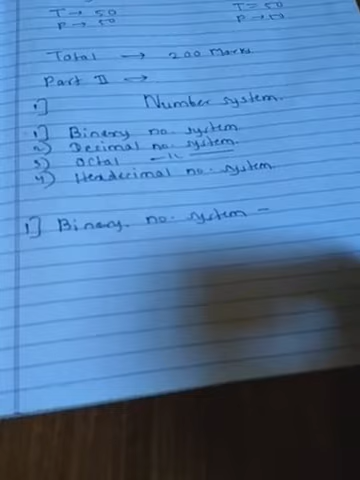 T → 50 T = 50
P → 50 P → 50
Total → 200 Marks
Part II →
1] Number system.
1) Binary no. system
2) Decimal no. system.
3) Octal —〃—
4) Hexadecimal no. system
1] Binary no. system –